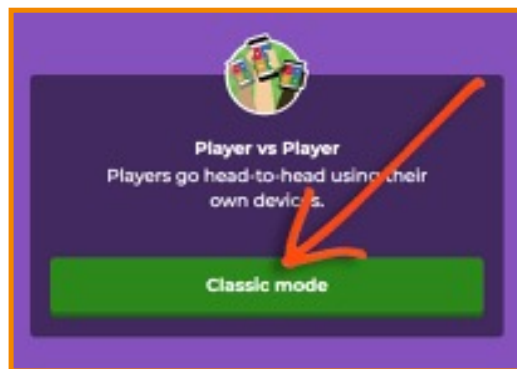 Player vs Player
Players go head-to-head using their
own devices.
Classic mode